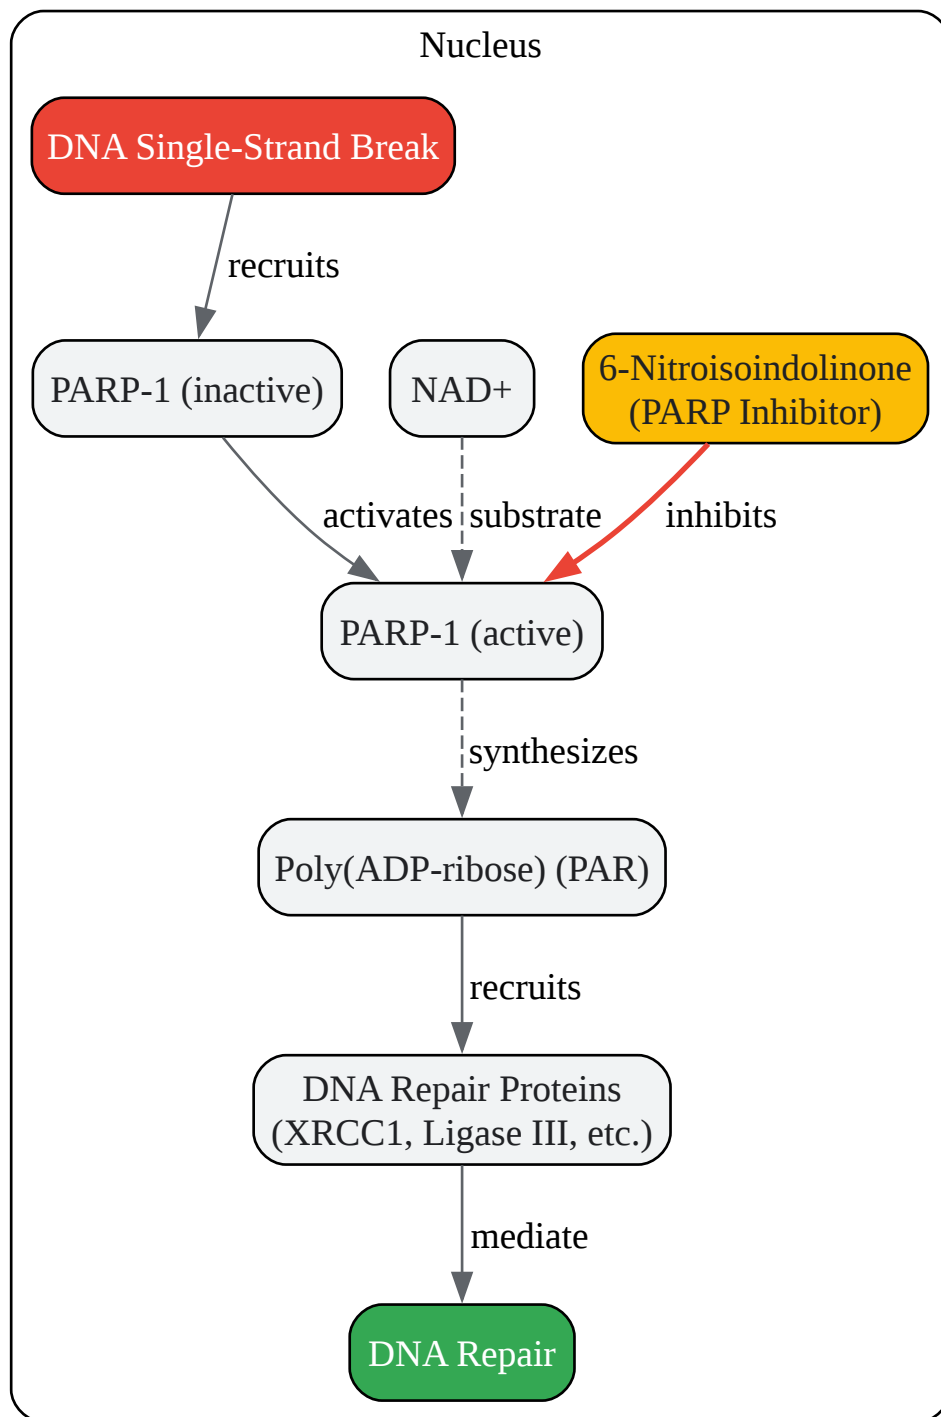 Nucleus
DNA Single-Strand Break
recruits
PARP-1 (inactive)
NAD+
6-Nitroisoindolinone
(PARP Inhibitor)
activates
substrate
inhibits
PARP-1 (active)
synthesizes
Poly(ADP-ribose) (PAR)
recruits
DNA Repair Proteins
(XRCC1, Ligase III, etc.)
mediate
DNA Repair